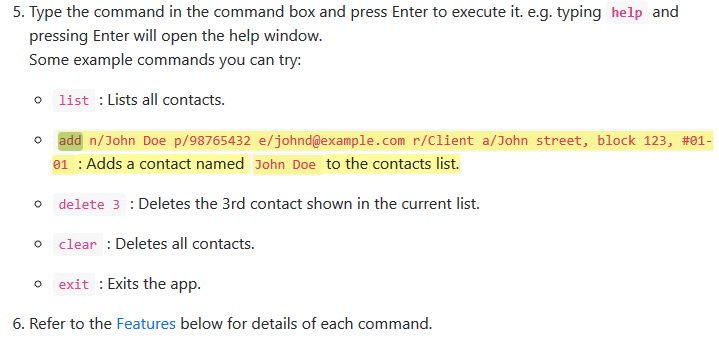 5. Type the command in the command box and press Enter to execute it. e.g. typing help and
pressing Enter will open the help window.
Some example commands you can try:
○ list : Lists all contacts.
○ add n/John Doe p/98765432 e/johnd@example.com r/Client a/John street, block 123, #01-
01 : Adds a contact named John Doe to the contacts list.
○ delete 3 : Deletes the 3rd contact shown in the current list.
○ clear : Deletes all contacts.
○ exit : Exits the app.
6. Refer to the Features below for details of each command.